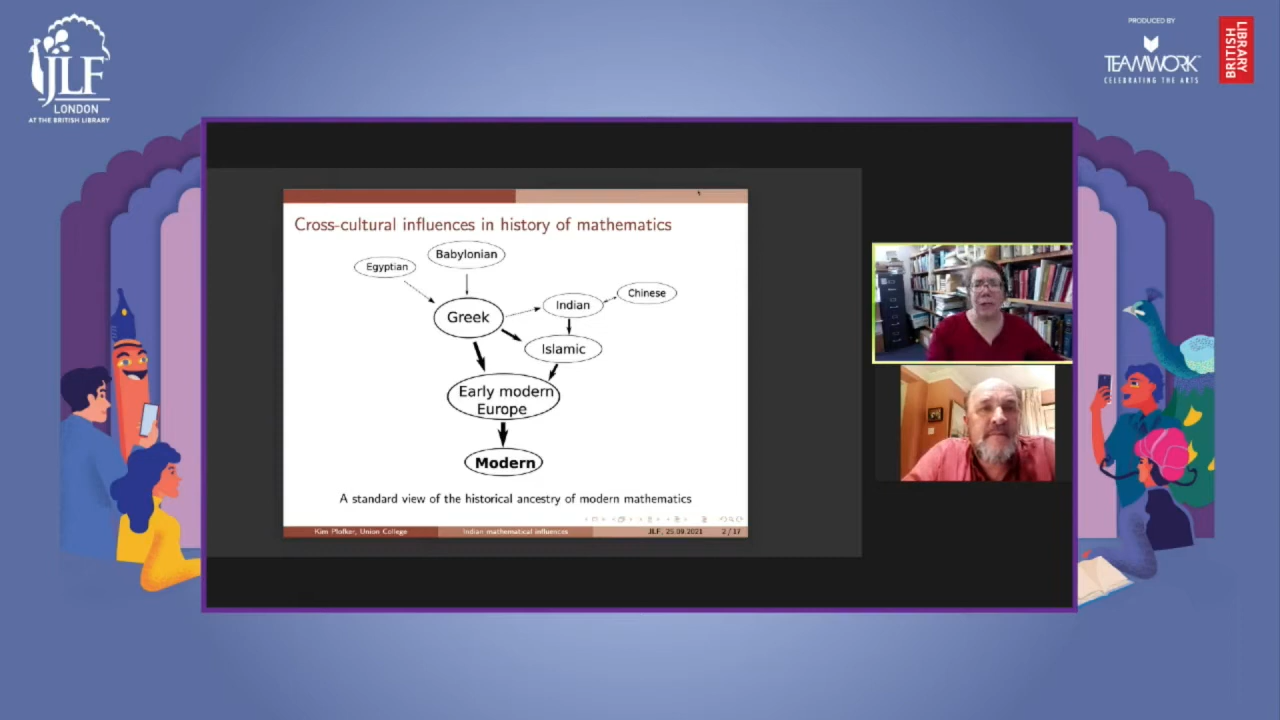 JLF
LONDON
AT THE BRITISH LIBRARY
PRODUCED BY
TEAMWORK
CELEBRATING THE ARTS
BRITISH
LIBRARY
Cross-cultural influences in history of mathematics
Egyptian
Babylonian
Greek
Indian
Chinese
Islamic
Early modern
Europe
Modern
A standard view of the historical ancestry of modern mathematics
Kim Plofker, Union College
Indian mathematical influences
JLF, 25.09.2021
2 / 17